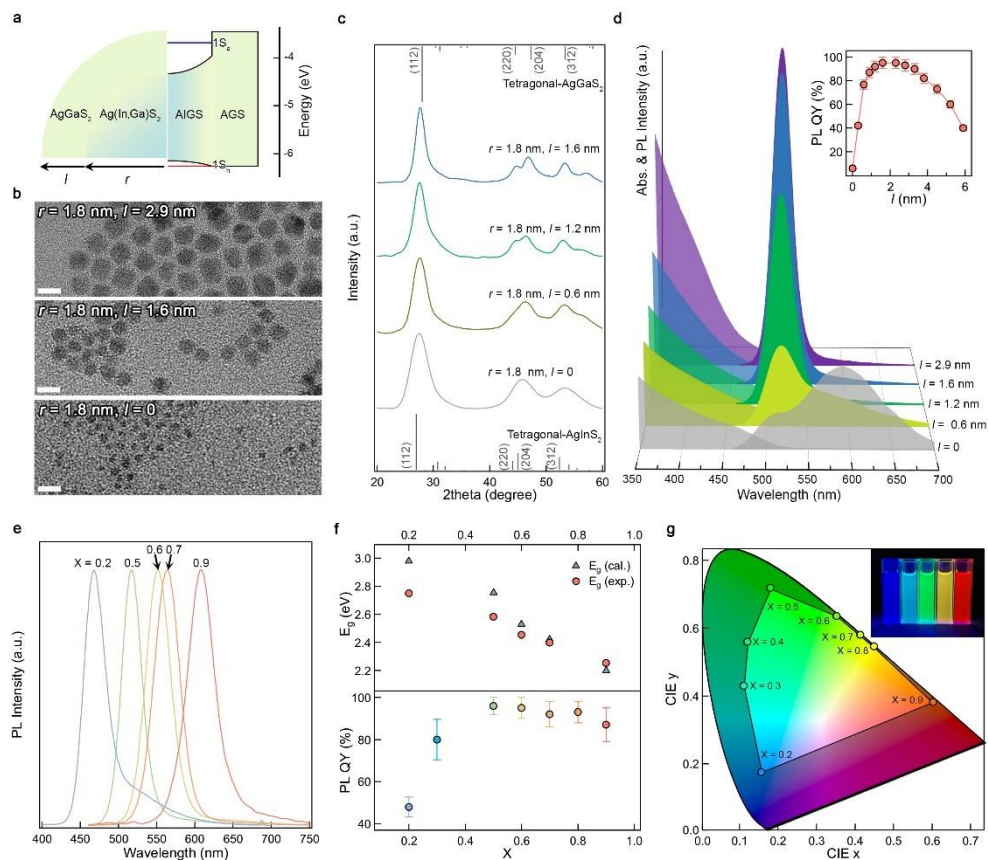 a
1Sₑ
AgGaS₂
Ag(In,Ga)S₂
AIGS
AGS
1Sₕ
l
r
-4
-5
-6
Energy (eV)
b
r = 1.8 nm, l = 2.9 nm
r = 1.8 nm, l = 1.6 nm
r = 1.8 nm, l = 0
c
(112)
(220)
(204)
(312)
Tetragonal-AgGaS₂
r = 1.8 nm, l = 1.6 nm
r = 1.8 nm, l = 1.2 nm
r = 1.8 nm, l = 0.6 nm
r = 1.8 nm, l = 0
Tetragonal-AgInS₂
(112)
(220)
(204)
(312)
Intensity (a.u.)
20 30 40 50 60
2theta (degree)
d
Abs. & PL Intensity (a.u.)
PL QY (%)
100
80
60
40
20
0
0 2 4 6
l (nm)
l = 2.9 nm
l = 1.6 nm
l = 1.2 nm
l = 0.6 nm
l = 0
350 400 450 500 550 600 650 700
Wavelength (nm)
e
X = 0.2
0.5
0.6
0.7
0.9
PL Intensity (a.u.)
400 450 500 550 600 650 700 750
Wavelength (nm)
f
0.2 0.4 0.6 0.8 1.0
3.0
2.8
2.6
2.4
2.2
E_g (eV)
E_g (cal.)
E_g (exp.)
100
80
60
40
PL QY (%)
0.2 0.4 0.6 0.8 1.0
X
g
0.8
0.6
0.4
0.2
0.0
CIE y
X = 0.5
X = 0.6
X = 0.7
X = 0.8
X = 0.4
X = 0.3
X = 0.9
X = 0.2
0.0 0.1 0.2 0.3 0.4 0.5 0.6 0.7
CIE x